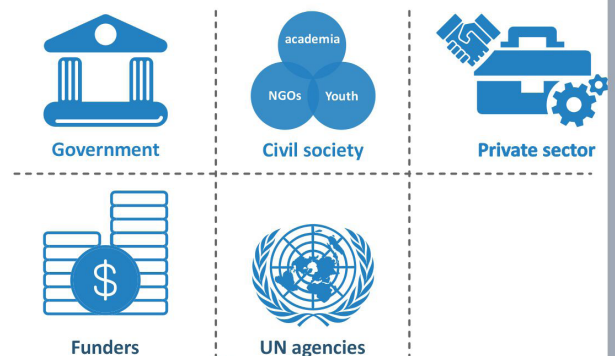 academia
NGOs Youth
Government
Civil society
Private sector
$
Funders
UN agencies